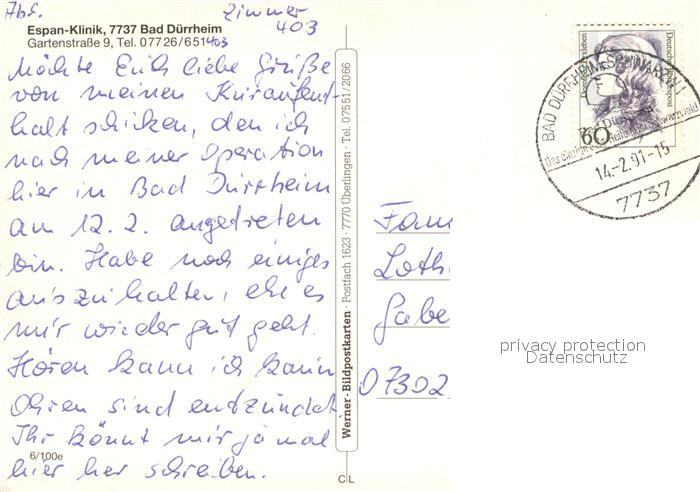 Abs.
Zimmer
403
Espan-Klinik, 7737 Bad Dürrheim
Gartenstraße 9, Tel. 07726/651403
Möchte Euch liebe Grüße
von meinen Kuraufent-
halt schicken, den ich
nach meiner Operation
hier in Bad Dürrheim
am 12.2. angetreten
bin. Habe noch einiges
auszuhalten, ehe es
mir wieder gut geht.
Hören kann ich kaum
Ohren sind entzündet.
Ihr könnt mir ja mal
hier her schreiben.
6/100e
Werner · Bildpostkarten · Postfach 1623 · 7770 Überlingen · Tel. 07551/2066
C L
Deutsche Bundespost
60
BAD DÜRRHEIM
14.-2.91-15
7737
Fam
Loth
Gabe
07302
privacy protection
Datenschutz